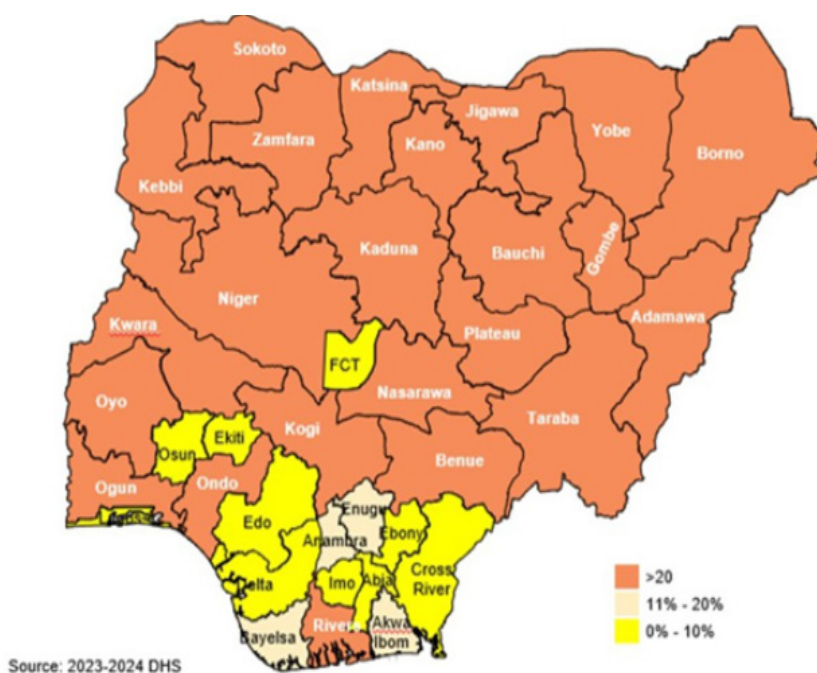 Sokoto
Katsina
Jigawa
Zamfara
Kano
Yobe
Borno
Kebbi
Kaduna
Bauchi
Gombe
Niger
Adamawa
Kwara
Plateau
FCT
Nasarawa
Oyo
Taraba
Kogi
Ekiti
Osun
Benue
Ogun
Ondo
Enugu
Edo
Ebony
Anambra
Cross
River
Imo
Abia
elta
>20
11% - 20%
0% - 10%
Rivers
Akwa
Ibom
Bayelsa
Source: 2023-2024 DHS